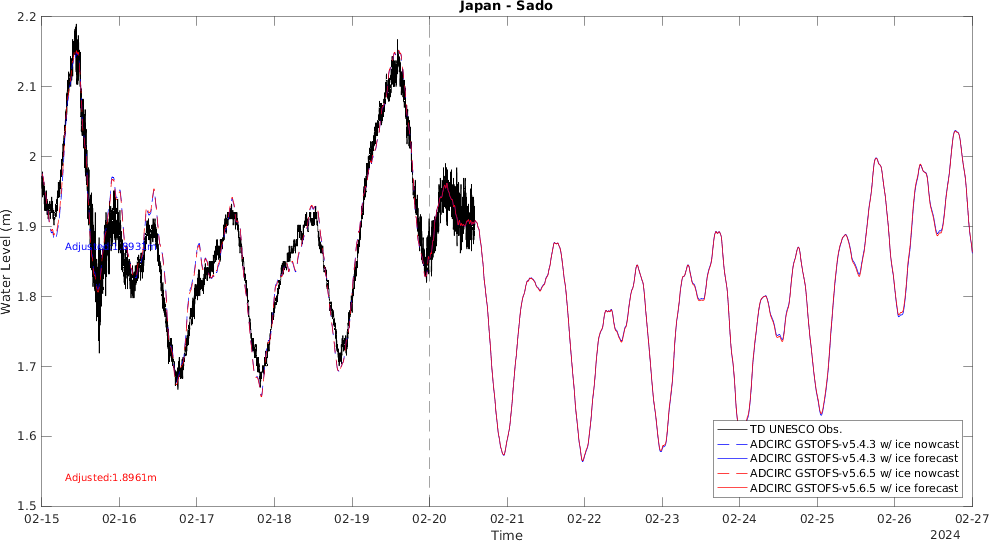 Japan - Sado
2.2
2.1
2
1.9
1.8
1.7
1.6
1.5
Water Level (m)
Adjusted:1.8931m
Adjusted:1.8961m
TD UNESCO Obs.
ADCIRC GSTOFS-v5.4.3 w/ ice nowcast
ADCIRC GSTOFS-v5.4.3 w/ ice forecast
ADCIRC GSTOFS-v5.6.5 w/ ice nowcast
ADCIRC GSTOFS-v5.6.5 w/ ice forecast
02-15 02-16 02-17 02-18 02-19 02-20 02-21 02-22 02-23 02-24 02-25 02-26 02-27
Time
2024